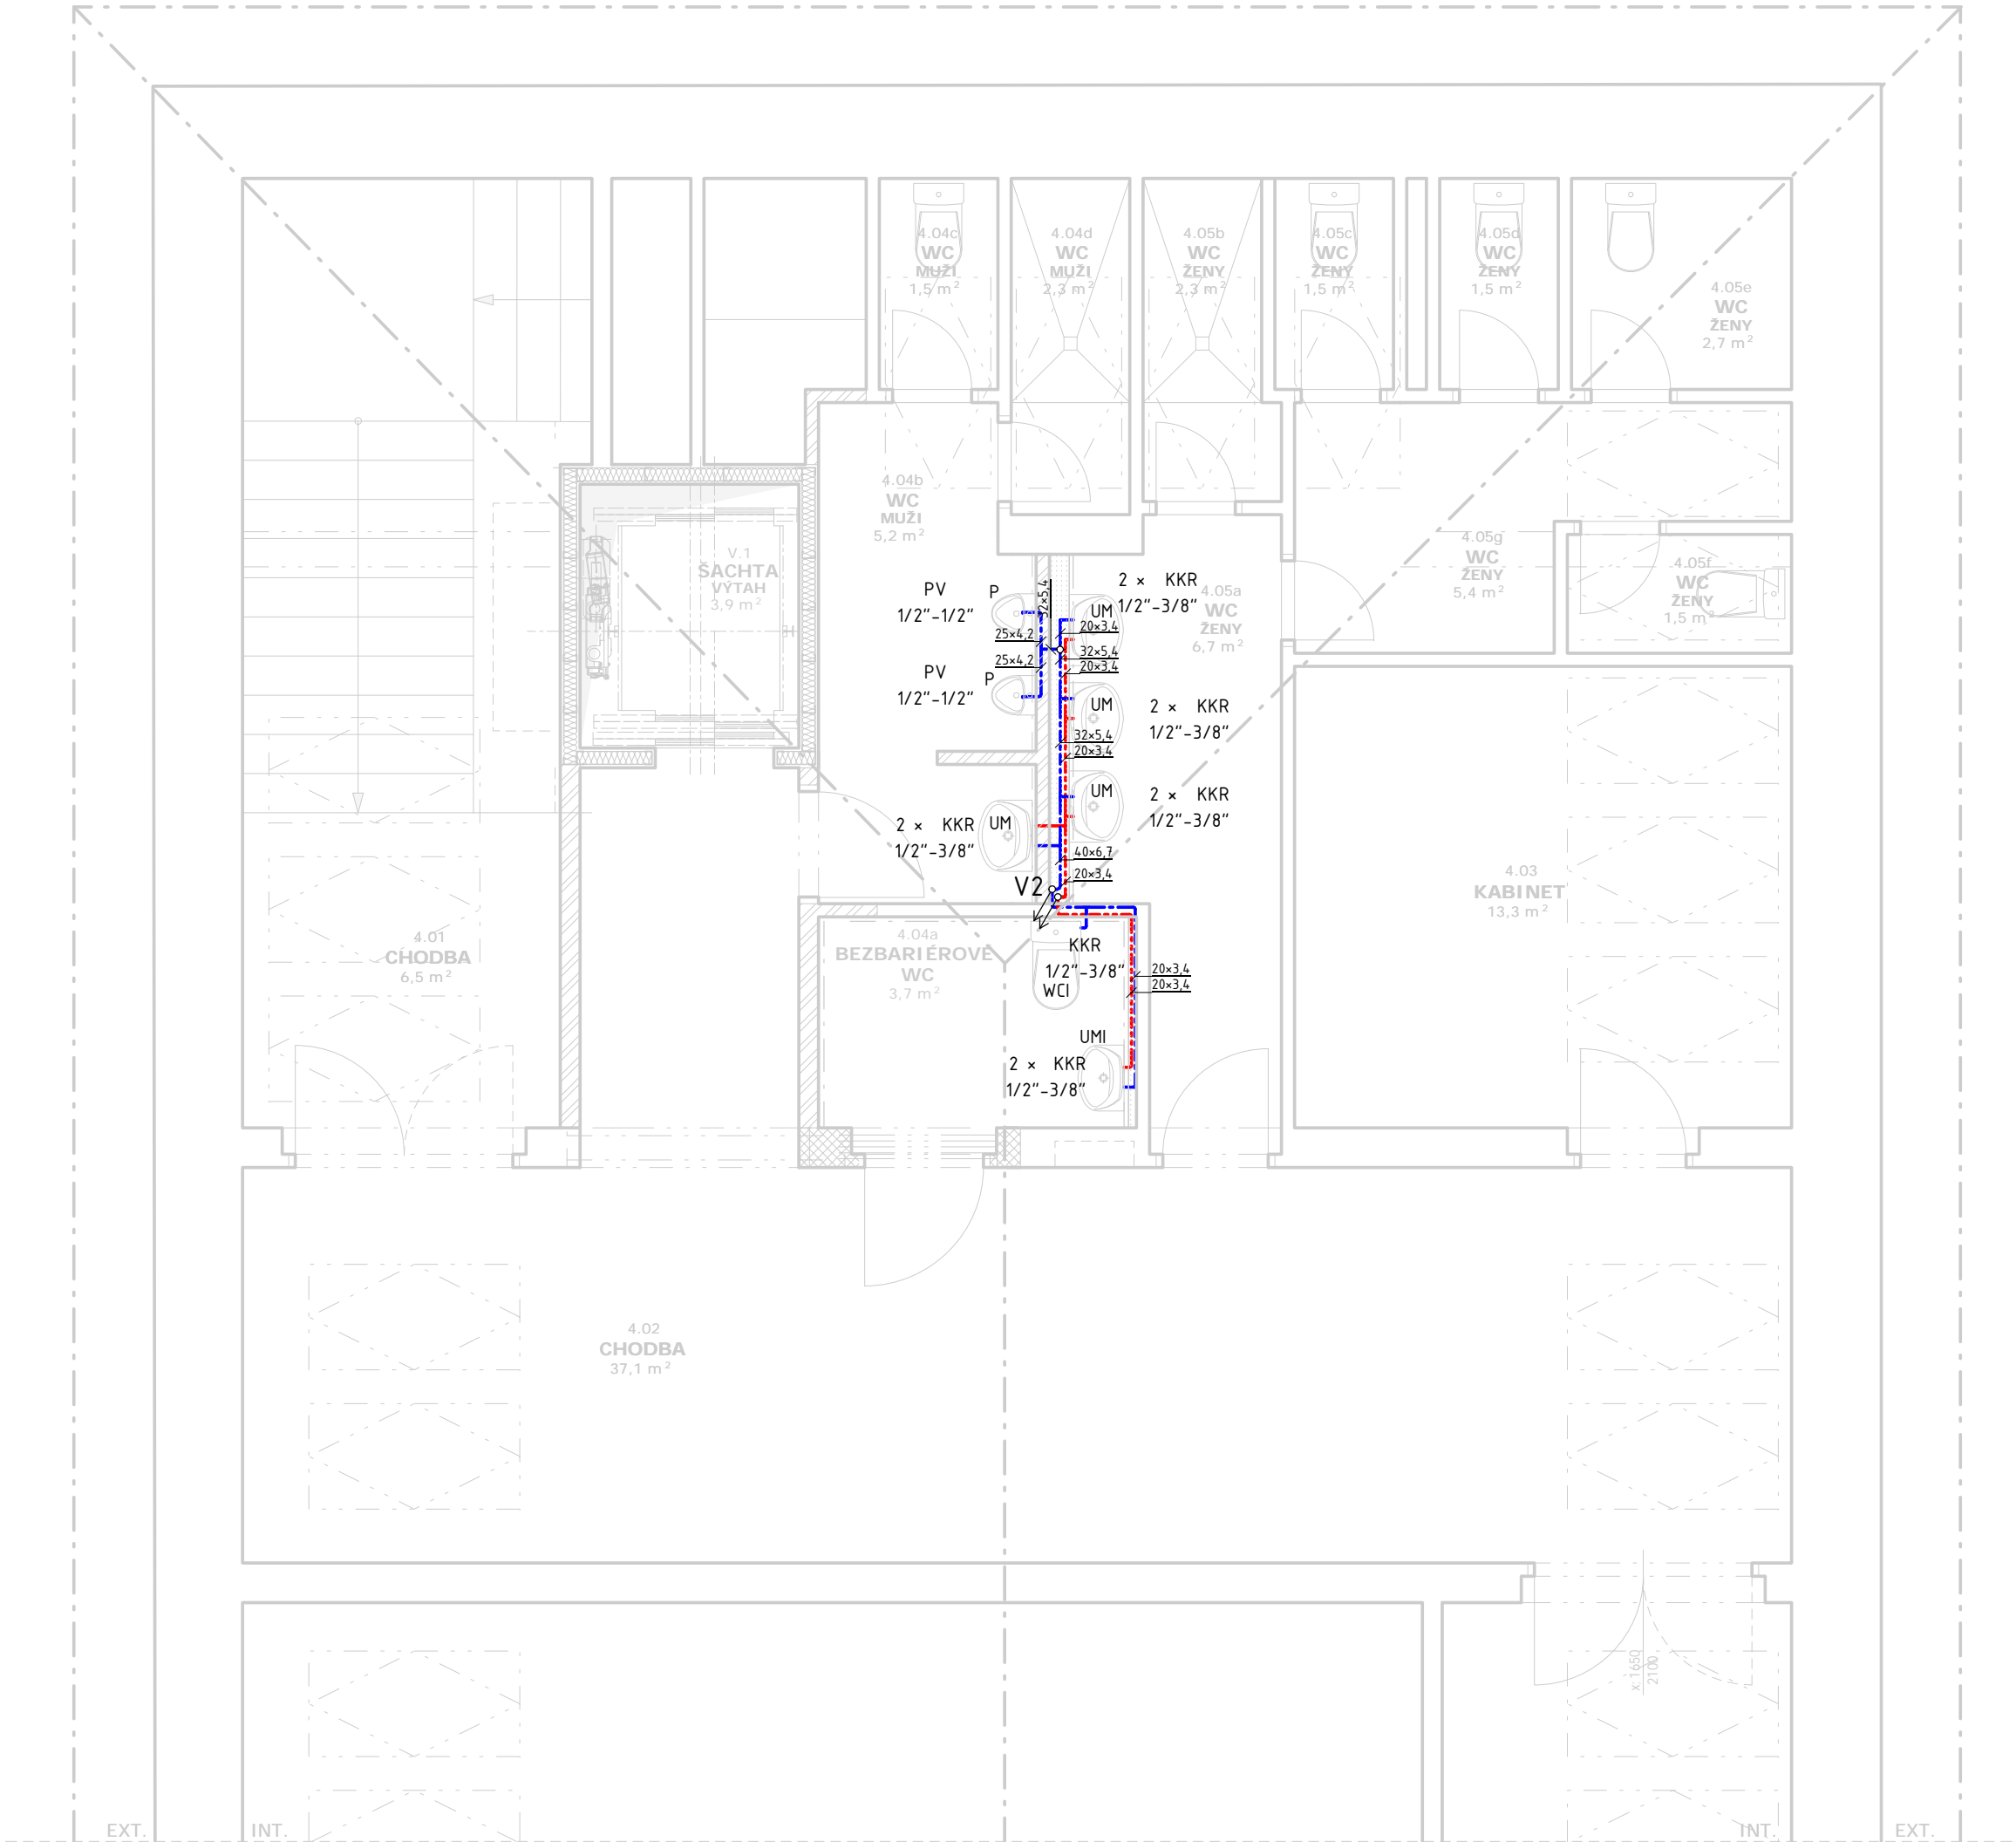 4.04c
WC
MUŽI
1,5 m²
4.04d
WC
MUŽI
2,3 m²
4.05b
WC
ŽENY
2,3 m²
4.05c
WC
ŽENY
1,5 m²
4.05d
WC
ŽENY
1,5 m²
4.05e
WC
ŽENY
2,7 m²
4.04b
WC
MUŽI
5,2 m²
4.05g
WC
ŽENY
5,4 m²
4.05f
WC
ŽENY
1,5 m²
V.1
ŠACHTA
VÝTAH
3,9 m²
4.05a
WC
ŽENY
6,7 m²
PV
1/2"-1/2"
P
32×5,4
2 × KKR
1/2"-3/8"
UM
20×3,4
25×4,2
32×5,4
25×4,2
20×3,4
PV
1/2"-1/2"
P
UM
2 × KKR
1/2"-3/8"
32×5,4
20×3,4
UM
2 × KKR
1/2"-3/8"
2 × KKR
1/2"-3/8"
UM
40×6,7
20×3,4
V2
4.03
KABINET
13,3 m²
4.01
CHODBA
6,5 m²
4.04a
BEZBARIÉROVÉ
WC
3,7 m²
KKR
1/2"-3/8"
WCI
20×3,4
20×3,4
UMI
2 × KKR
1/2"-3/8"
4.02
CHODBA
37,1 m²
x: 1650
2100
EXT.
INT.
INT.
EXT.